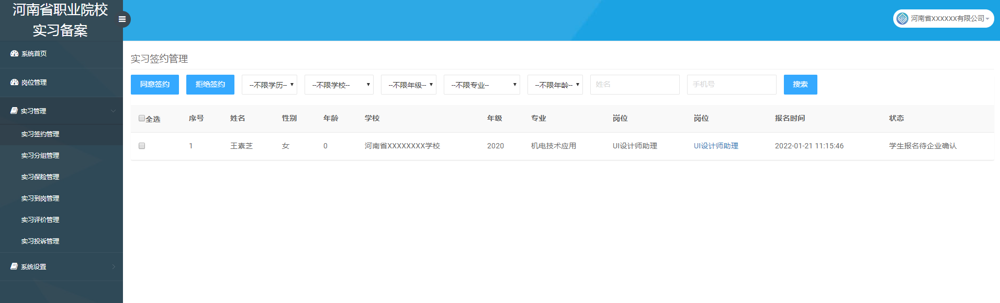 河南省职业院校
实习备案
河南省XXXXXX有限公司
系统首页
岗位管理
实习管理
实习签约管理
实习分组管理
实习保险管理
实习到岗管理
实习评价管理
实习投诉管理
系统设置
实习签约管理
同意签约 拒绝签约 --不限学历-- --不限学校-- --不限年级-- --不限专业-- --不限年龄-- 姓名 手机号 搜索
全选 序号 姓名 性别 年龄 学校 年级 专业 岗位 岗位 报名时间 状态
1 王素芝 女 0 河南省XXXXXXXX学校 2020 机电技术应用 UI设计师助理 UI设计师助理 2022-01-21 11:15:46 学生报名待企业确认